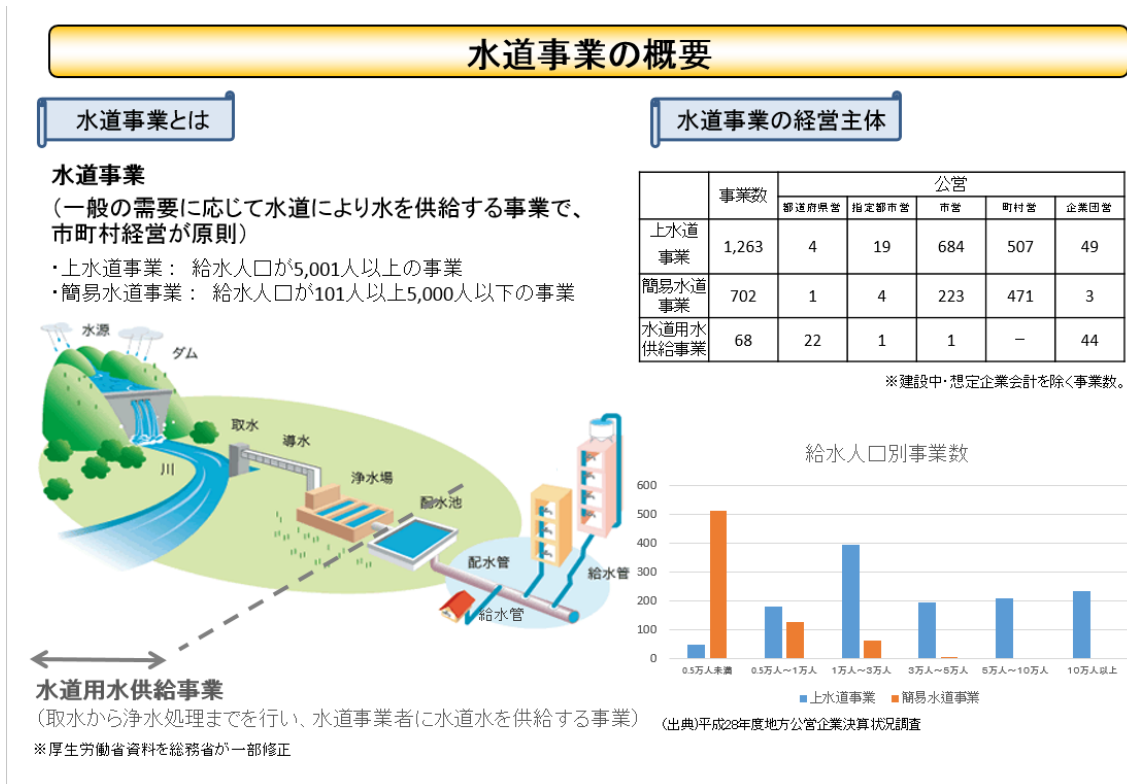 水道事業の概要
水道事業とは
水道事業
（一般の需要に応じて水道により水を供給する事業で、
市町村経営が原則）
・上水道事業： 給水人口が5,001人以上の事業
・簡易水道事業： 給水人口が101人以上5,000人以下の事業
水源
ダム
取水
導水
川
浄水場
配水池
配水管
給水管
給水管
水道用水供給事業
（取水から浄水処理までを行い、水道事業者に水道水を供給する事業）
※厚生労働省資料を総務省が一部修正
水道事業の経営主体
事業数 公営
都道府県営 指定都市営 市営 町村営 企業団営
上水道
事業 1,263 4 19 684 507 49
簡易水道
事業 702 1 4 223 471 3
水道用水
供給事業 68 22 1 1 － 44
※建設中・想定企業会計を除く事業数。
給水人口別事業数
600
500
400
300
200
100
0
0.5万人未満 0.5万人～1万人 1万人～3万人 3万人～5万人 5万人～10万人 10万人以上
上水道事業 簡易水道事業
(出典)平成28年度地方公営企業決算状況調査